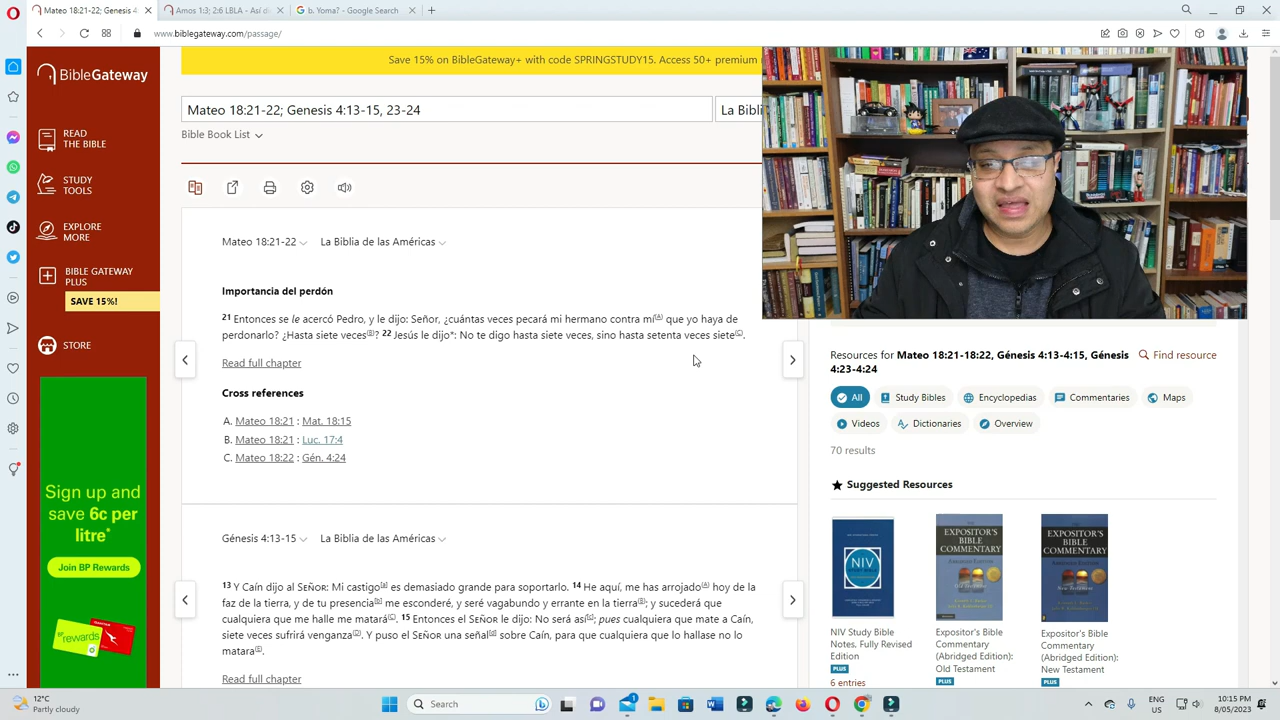 Mateo 18:21-22; Genesis 4
Amos 1:3; 2:6 LBLA - Así di
b. Yoma? - Google Search
www.biblegateway.com/passage/
BibleGateway
READ
THE BIBLE
STUDY
TOOLS
EXPLORE
MORE
BIBLE GATEWAY
PLUS
SAVE 15%!
STORE
Sign up and
save 6c per
litre*
Join BP Rewards
rewards
Save 15% on BibleGateway+ with code SPRINGSTUDY15. Access 50+ premium
Mateo 18:21-22; Genesis 4:13-15, 23-24
La Bibl
Bible Book List
Mateo 18:21-22
La Biblia de las Américas
Importancia del perdón
21 Entonces se le acercó Pedro, y le dijo: Señor, ¿cuántas veces pecará mi hermano contra mí[A] que yo haya de
perdonarlo? ¿Hasta siete veces[B]? 22 Jesús le dijo*: No te digo hasta siete veces, sino hasta setenta veces siete[C].
Read full chapter
Cross references
A. Mateo 18:21 : Mat. 18:15
B. Mateo 18:21 : Luc. 17:4
C. Mateo 18:22 : Gén. 4:24
Génesis 4:13-15
La Biblia de las Américas
13 Y Caín dijo al SEÑOR: Mi castigo es demasiado grande para soportarlo. 14 He aquí, me has arrojado[A] hoy de la
faz de la tierra, y de tu presencia me esconderé, y seré vagabundo y errante en la tierra[B]; y sucederá que
cualquiera que me halle me matará[C]. 15 Entonces el SEÑOR le dijo: No será así; pues cualquiera que mate a Caín,
siete veces sufrirá venganza[D]. Y puso el SEÑOR una señal sobre Caín, para que cualquiera que lo hallase no lo
matara[E].
Read full chapter
Resources for Mateo 18:21-18:22, Génesis 4:13-4:15, Génesis
4:23-4:24
Find resource
All
Study Bibles
Encyclopedias
Commentaries
Maps
Videos
Dictionaries
Overview
70 results
Suggested Resources
NIV
EXPOSITOR'S
BIBLE
COMMENTARY
EXPOSITOR'S
BIBLE
COMMENTARY
NIV Study Bible
Notes, Fully Revised
Edition
PLUS
6 entries
Expositor's Bible
Commentary
(Abridged Edition):
Old Testament
PLUS
Expositor's Bible
Commentary
(Abridged Edition):
New Testament
PLUS
12°C
Partly cloudy
Search
1
ENG
US
10:15 PM
8/05/2023